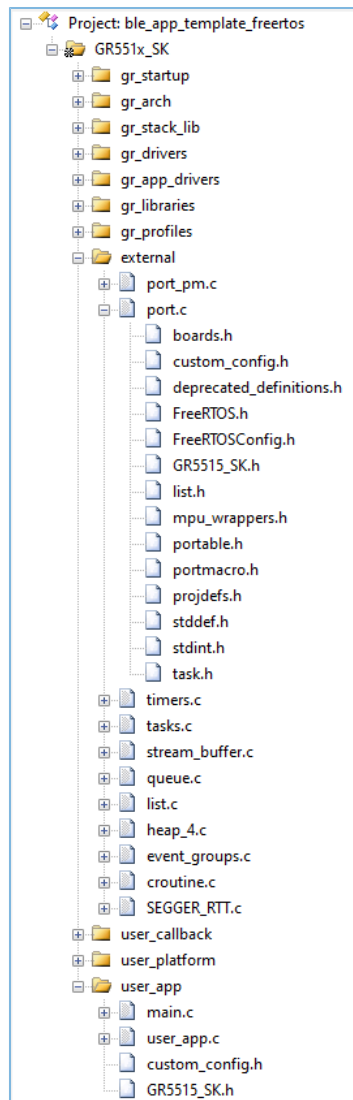 Project: ble_app_template_freertos
GR551x_SK
gr_startup
gr_arch
gr_stack_lib
gr_drivers
gr_app_drivers
gr_libraries
gr_profiles
external
port_pm.c
port.c
boards.h
custom_config.h
deprecated_definitions.h
FreeRTOS.h
FreeRTOSConfig.h
GR5515_SK.h
list.h
mpu_wrappers.h
portable.h
portmacro.h
projdefs.h
stddef.h
stdint.h
task.h
timers.c
tasks.c
stream_buffer.c
queue.c
list.c
heap_4.c
event_groups.c
croutine.c
SEGGER_RTT.c
user_callback
user_platform
user_app
main.c
user_app.c
custom_config.h
GR5515_SK.h